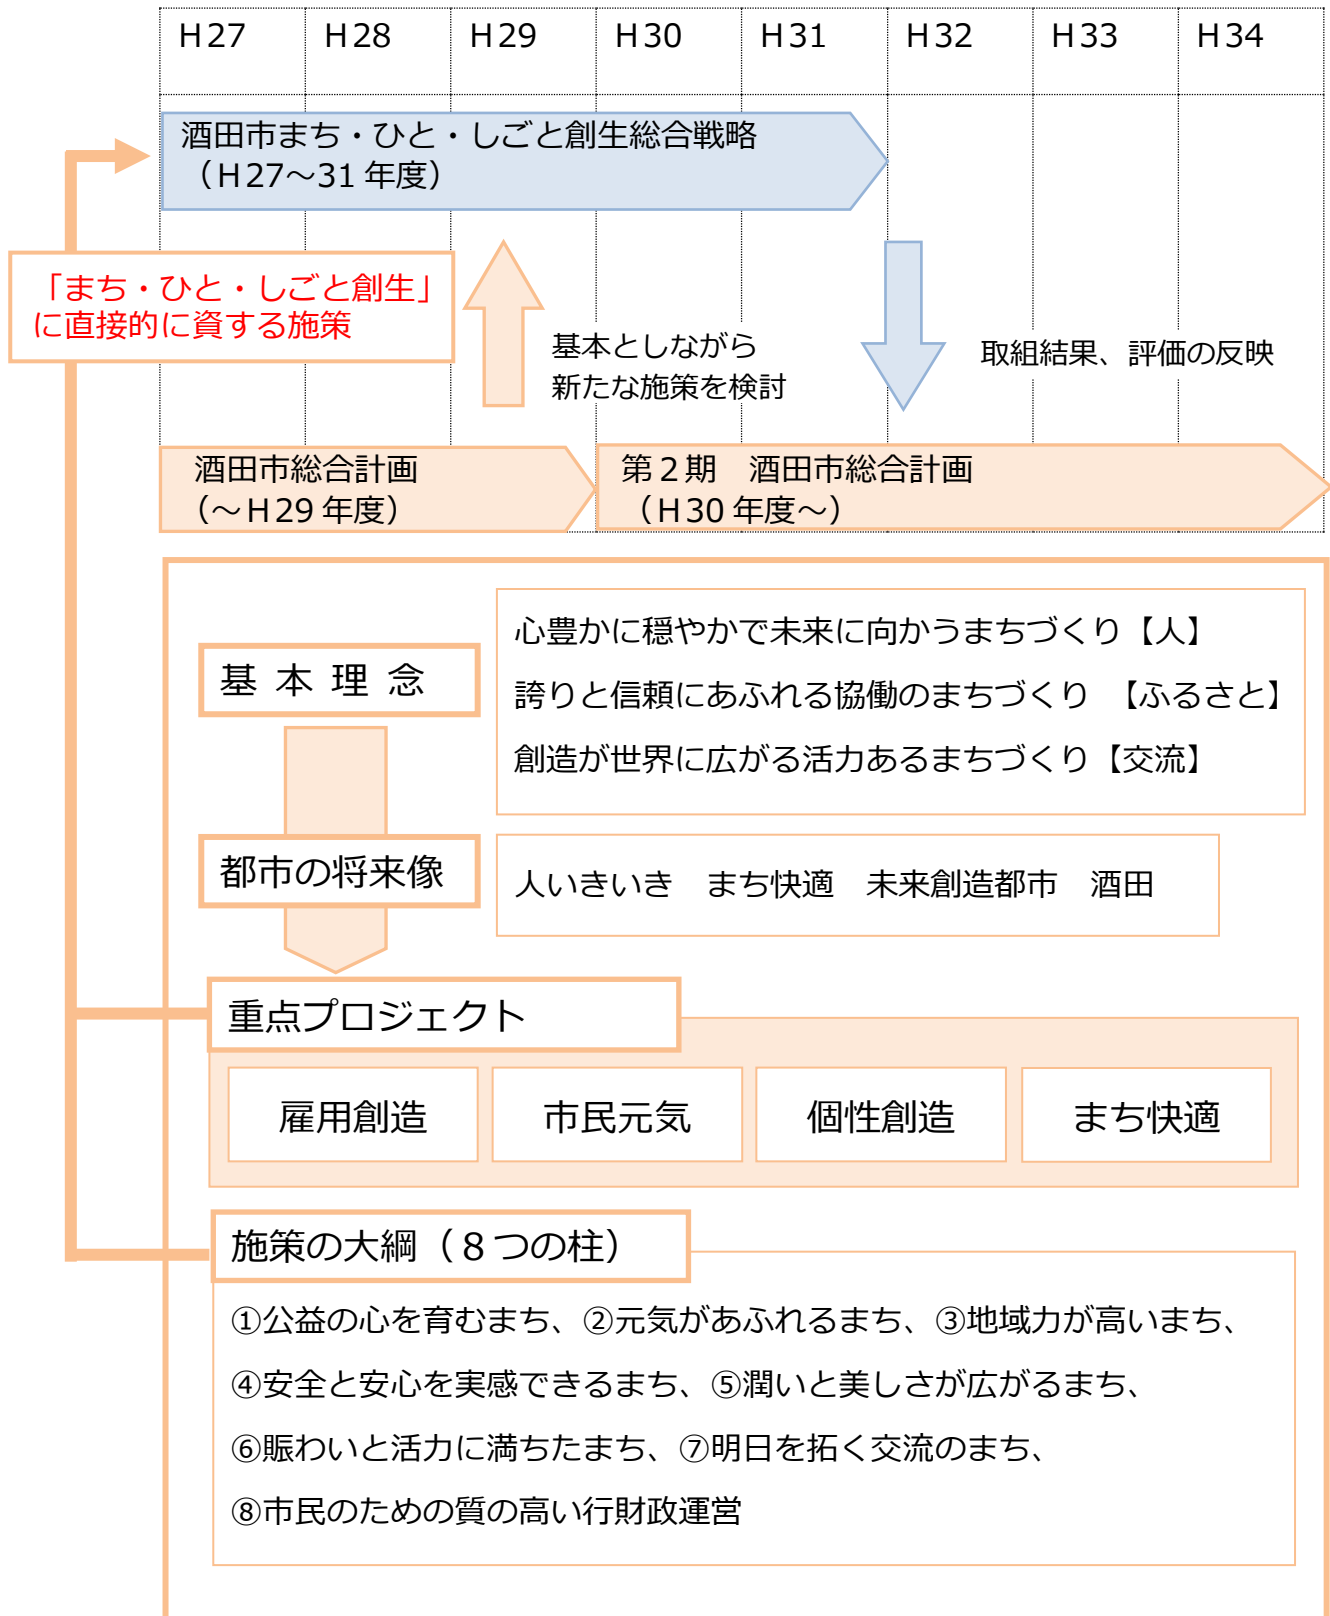 H27 H28 H29 H30 H31 H32 H33 H34
酒田市まち・ひと・しごと創生総合戦略
（H27～31 年度）
「まち・ひと・しごと創生」
に直接的に資する施策
基本としながら
新たな施策を検討
取組結果、評価の反映
酒田市総合計画
（～H29 年度）
第２期　酒田市総合計画
（H30 年度～）
基 本 理 念
心豊かに穏やかで未来に向かうまちづくり【人】
誇りと信頼にあふれる協働のまちづくり　【ふるさと】
創造が世界に広がる活力あるまちづくり【交流】
都市の将来像
人いきいき　まち快適　未来創造都市　酒田
重点プロジェクト
雇用創造 市民元気 個性創造 まち快適
施策の大綱（８つの柱）
①公益の心を育むまち、②元気があふれるまち、③地域力が高いまち、
④安全と安心を実感できるまち、⑤潤いと美しさが広がるまち、
⑥賑わいと活力に満ちたまち、⑦明日を拓く交流のまち、
⑧市民のための質の高い行財政運営